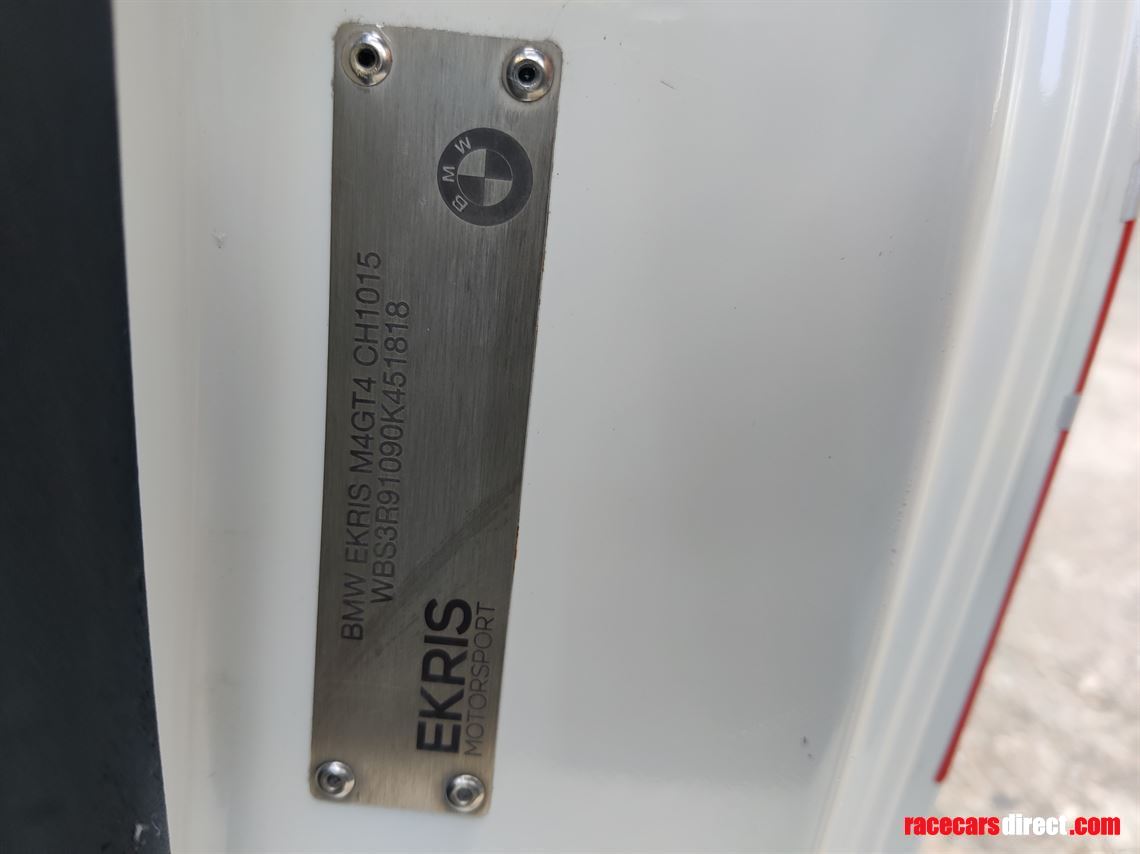 BMW EKRIS M4GT4 CH1015
WBS3R91090K451818
EKRIS
MOTORSPORT
BMW
racecarsdirect.com